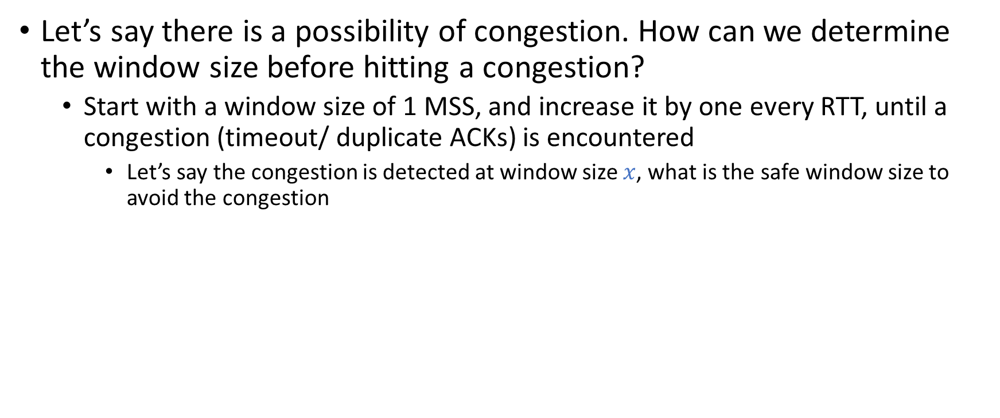 • Let’s say there is a possibility of congestion. How can we determine
the window size before hitting a congestion?
• Start with a window size of 1 MSS, and increase it by one every RTT, until a
congestion (timeout/ duplicate ACKs) is encountered
• Let’s say the congestion is detected at window size 𝑥, what is the safe window size to
avoid the congestion